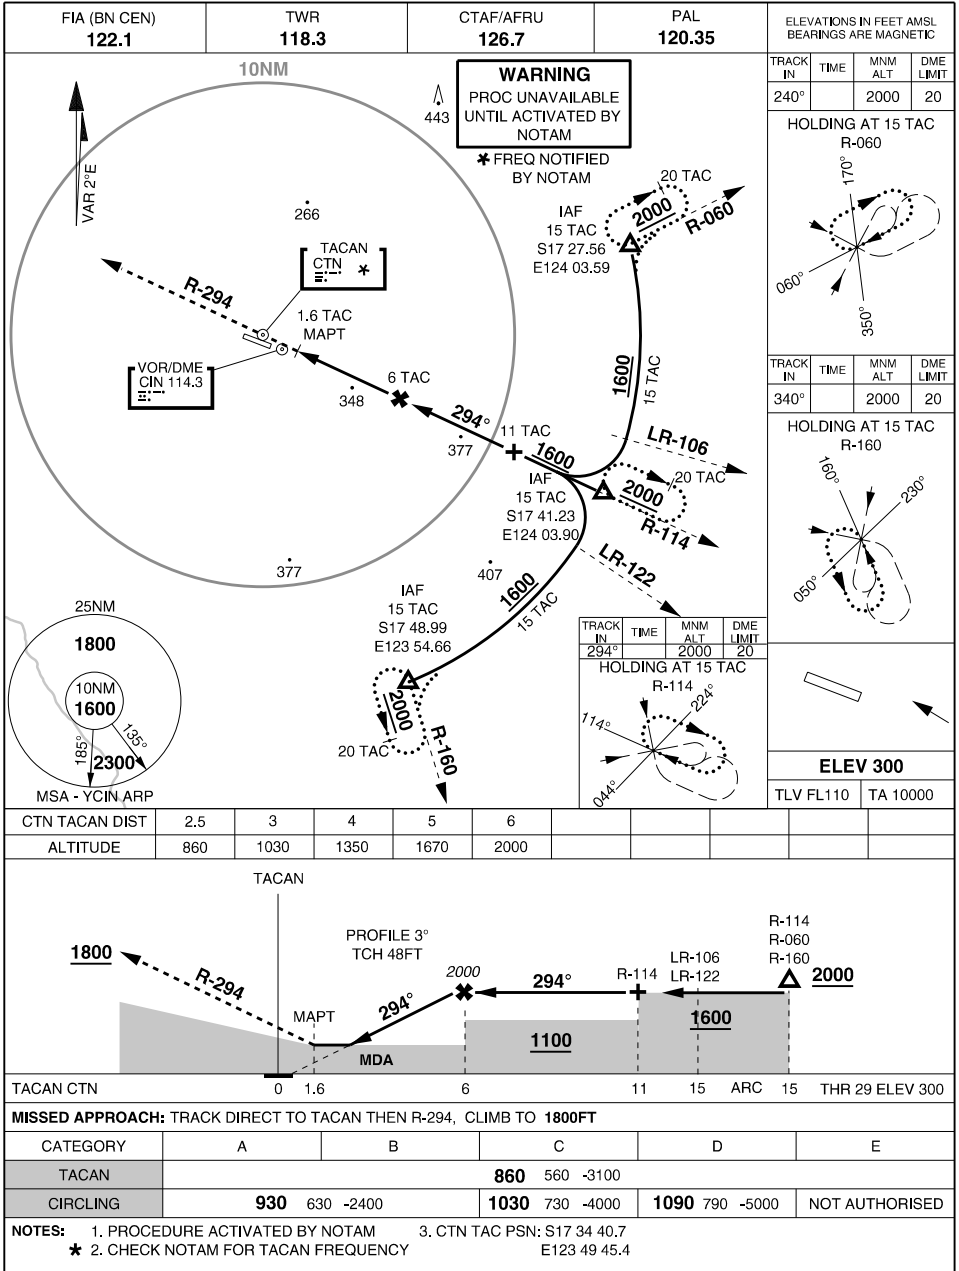 FIA (BN CEN)
122.1
TWR
118.3
CTAF/AFRU
126.7
PAL
120.35
ELEVATIONS IN FEET AMSL
BEARINGS ARE MAGNETIC
TRACK IN TIME MNM ALT DME LIMIT
240° 2000 20
HOLDING AT 15 TAC
R-060
170°
060°
350°
TRACK IN TIME MNM ALT DME LIMIT
340° 2000 20
HOLDING AT 15 TAC
R-160
160°
230°
050°
ELEV 300
TLV FL110 TA 10000
10NM
VAR 2°E
443
WARNING
PROC UNAVAILABLE
UNTIL ACTIVATED BY
NOTAM
FREQ NOTIFIED
BY NOTAM
20 TAC
2000
R-060
IAF
15 TAC
S17 27.56
E124 03.59
266
TACAN
CTN
R-294
1.6 TAC
MAPT
VOR/DME
CIN 114.3
348
6 TAC
294°
377
11 TAC
1600
1600
15 TAC
LR-106
20 TAC
2000
R-114
IAF
15 TAC
S17 41.23
E124 03.90
LR-122
377
407
1600
15 TAC
IAF
15 TAC
S17 48.99
E123 54.66
2000
20 TAC
R-160
25NM
1800
10NM
1600
185°
135°
2300
MSA - YCIN ARP
TRACK IN TIME MNM ALT DME LIMIT
294° 2000 20
HOLDING AT 15 TAC
R-114
224°
114°
044°
CTN TACAN DIST 2.5 3 4 5 6
ALTITUDE 860 1030 1350 1670 2000
TACAN
PROFILE 3°
TCH 48FT
1800
R-294
MAPT
294°
2000
294°
R-114
LR-106
LR-122
R-114
R-060
R-160
2000
1600
1100
MDA
TACAN CTN 0 1.6 6 11 15 ARC 15 THR 29 ELEV 300
MISSED APPROACH: TRACK DIRECT TO TACAN THEN R-294, CLIMB TO 1800FT
CATEGORY A B C D E
TACAN 860 560 -3100
CIRCLING 930 630 -2400 1030 730 -4000 1090 790 -5000 NOT AUTHORISED
NOTES: 1. PROCEDURE ACTIVATED BY NOTAM 3. CTN TAC PSN: S17 34 40.7
2. CHECK NOTAM FOR TACAN FREQUENCY E123 49 45.4